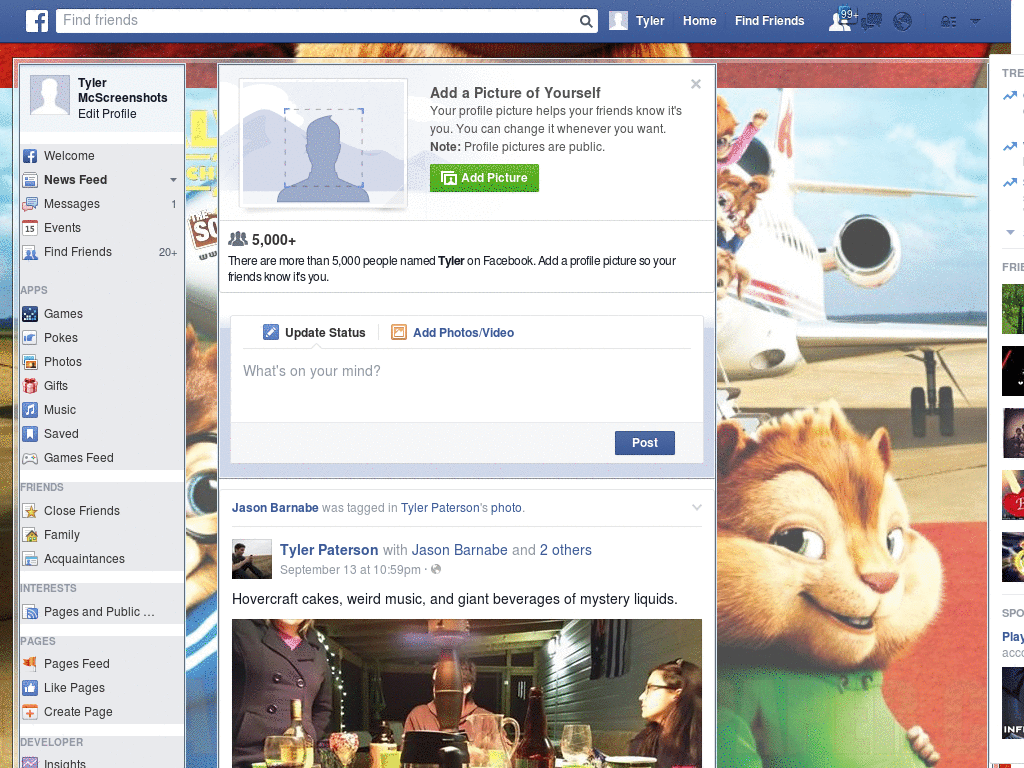 Find friends
Tyler
Home
Find Friends
99+
Tyler
McScreenshots
Edit Profile
Welcome
News Feed
Messages
1
15
Events
Find Friends
20+
APPS
Games
Pokes
Photos
Gifts
Music
Saved
Games Feed
FRIENDS
Close Friends
Family
Acquaintances
INTERESTS
Pages and Public ...
PAGES
Pages Feed
Like Pages
Create Page
DEVELOPER
Insights
Add a Picture of Yourself
Your profile picture helps your friends know it's
you. You can change it whenever you want.
Note: Profile pictures are public.
Add Picture
5,000+
There are more than 5,000 people named Tyler on Facebook. Add a profile picture so your
friends know it's you.
Update Status
Add Photos/Video
What's on your mind?
Post
Jason Barnabe was tagged in Tyler Paterson's photo.
Tyler Paterson with Jason Barnabe and 2 others
September 13 at 10:59pm ·
Hovercraft cakes, weird music, and giant beverages of mystery liquids.
TRE
FRIE
SPO
Play
acco
INF